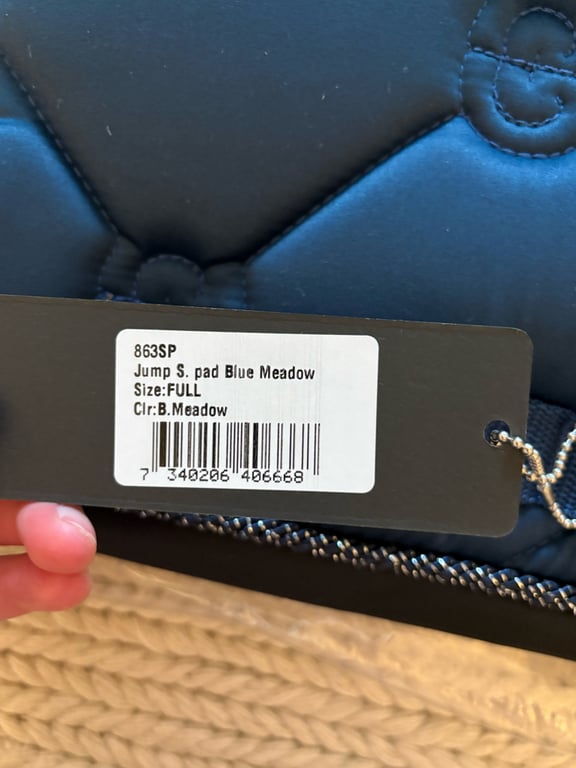 863SP
Jump S. pad Blue Meadow
Size:FULL
Clr:B.Meadow
7 340206 406668